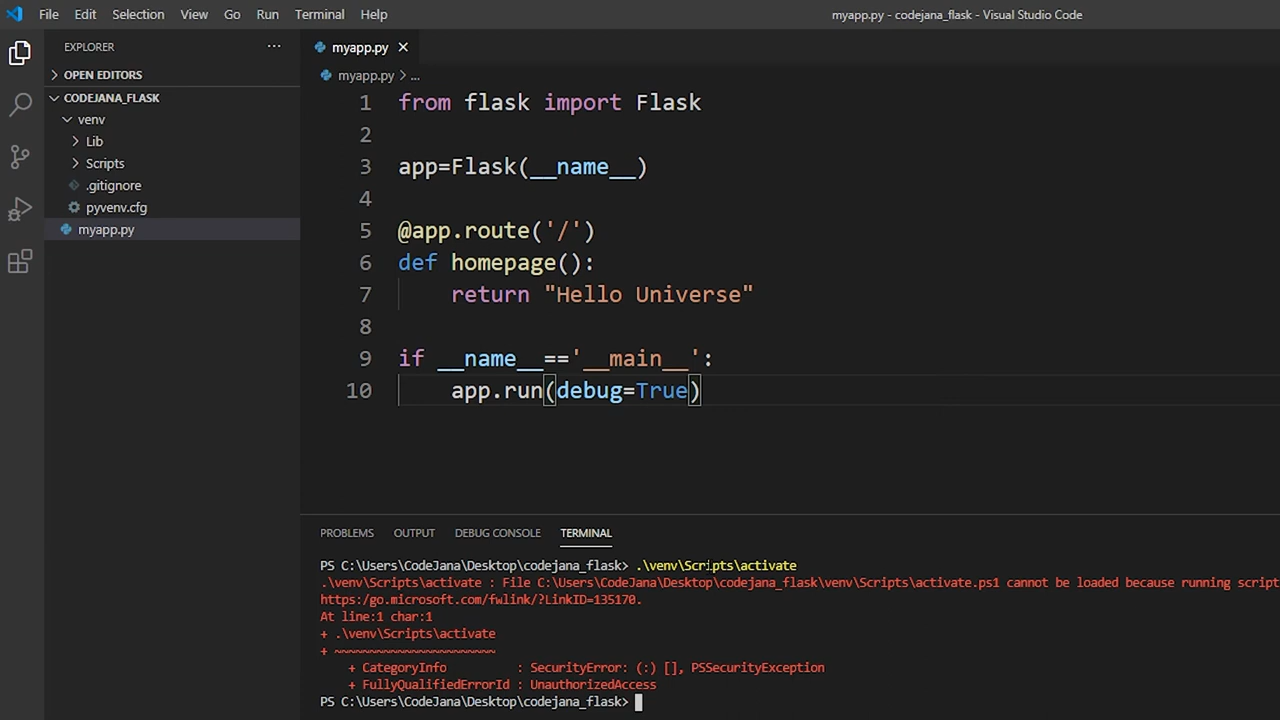 File Edit Selection View Go Run Terminal Help
myapp.py - codejana_flask - Visual Studio Code
EXPLORER ...
OPEN EDITORS
CODEJANA_FLASK
venv
Lib
Scripts
.gitignore
pyvenv.cfg
myapp.py
myapp.py
myapp.py > ...
1 from flask import Flask
2
3 app=Flask(__name__)
4
5 @app.route('/')
6 def homepage():
7 return "Hello Universe"
8
9 if __name__=='__main__':
10 app.run(debug=True)
PROBLEMS OUTPUT DEBUG CONSOLE TERMINAL
PS C:\Users\CodeJana\Desktop\codejana_flask> .\venv\Scripts\activate
.\venv\Scripts\activate : File C:\Users\CodeJana\Desktop\codejana_flask\venv\Scripts\activate.ps1 cannot be loaded because running script
https:/go.microsoft.com/fwlink/?LinkID=135170.
At line:1 char:1
+ .\venv\Scripts\activate
+ ~~~~~~~~~~~~~~~~~~~~~~~
+ CategoryInfo : SecurityError: (:) [], PSSecurityException
+ FullyQualifiedErrorId : UnauthorizedAccess
PS C:\Users\CodeJana\Desktop\codejana_flask>